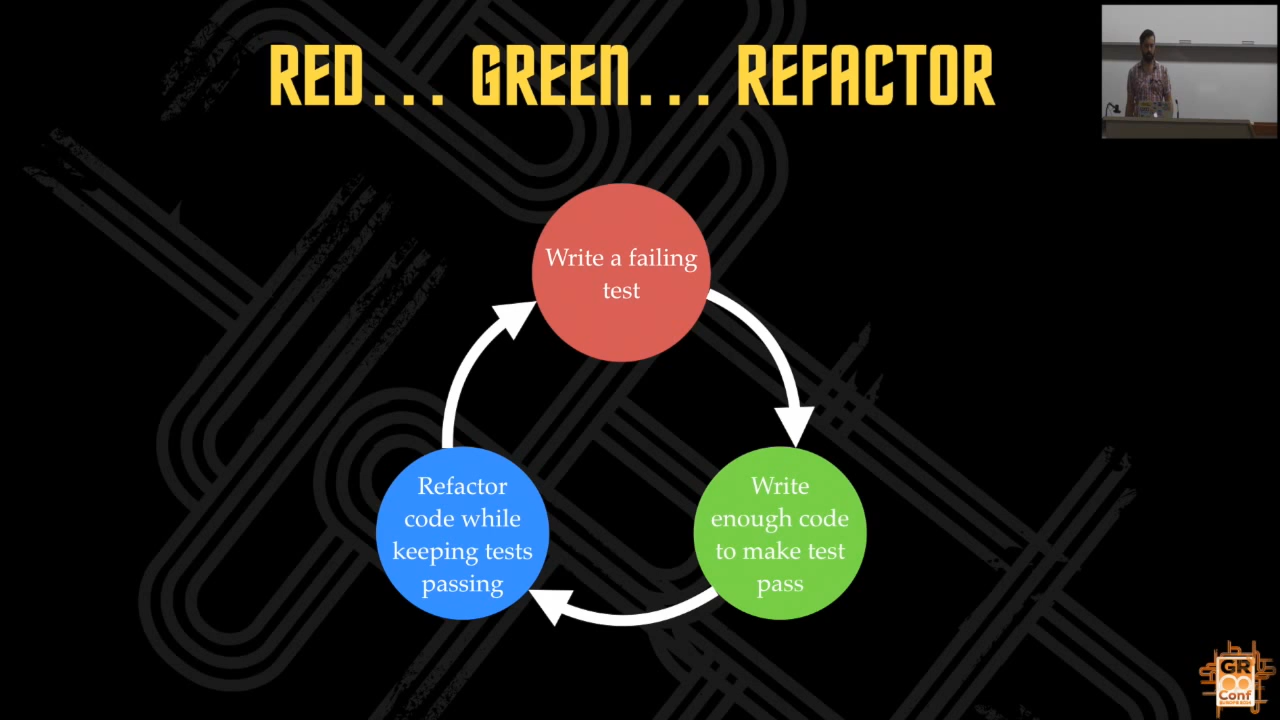 RED... GREEN... REFACTOR
Write a failing
test
Write
enough code
to make test
pass
Refactor
code while
keeping tests
passing
GR
Conf